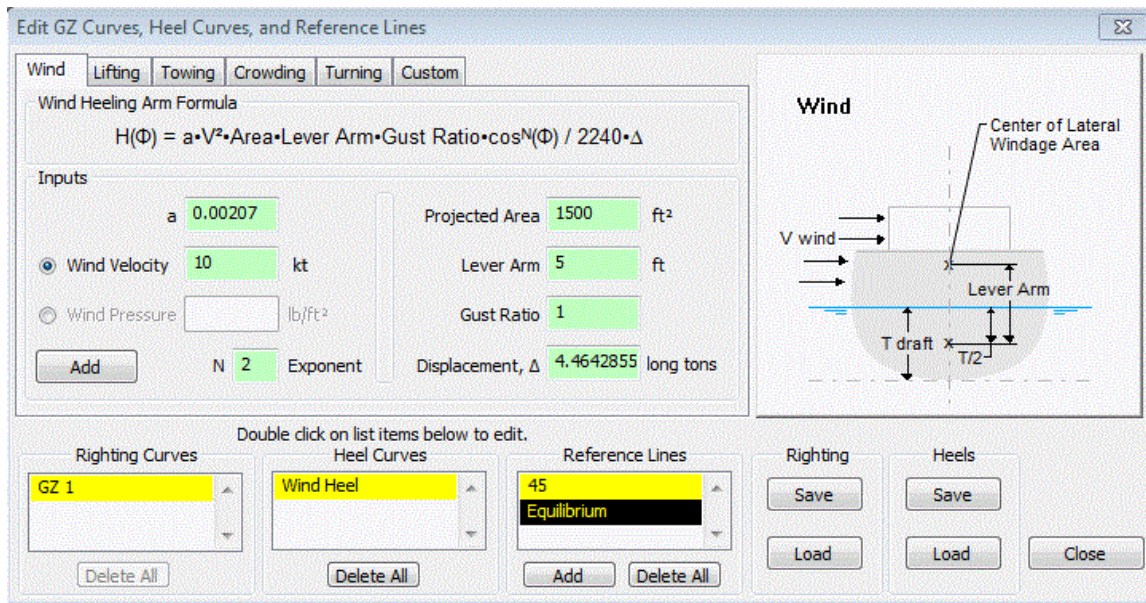 Edit GZ Curves, Heel Curves, and Reference Lines
Wind Lifting Towing Crowding Turning Custom
Wind Heeling Arm Formula
H(Φ) = a•V²•Area•Lever Arm•Gust Ratio•cosᴺ(Φ) / 2240•Δ
Inputs
a 0.00207
Wind Velocity 10 kt
Wind Pressure lb/ft²
Add
N 2 Exponent
Projected Area 1500 ft²
Lever Arm 5 ft
Gust Ratio 1
Displacement, Δ 4.4642855 long tons
Wind
Center of Lateral
Windage Area
V wind
Lever Arm
T draft
T/2
Double click on list items below to edit.
Righting Curves
GZ 1
Delete All
Heel Curves
Wind Heel
Delete All
Reference Lines
45
Equilibrium
Add Delete All
Righting
Save
Load
Heels
Save
Load
Close